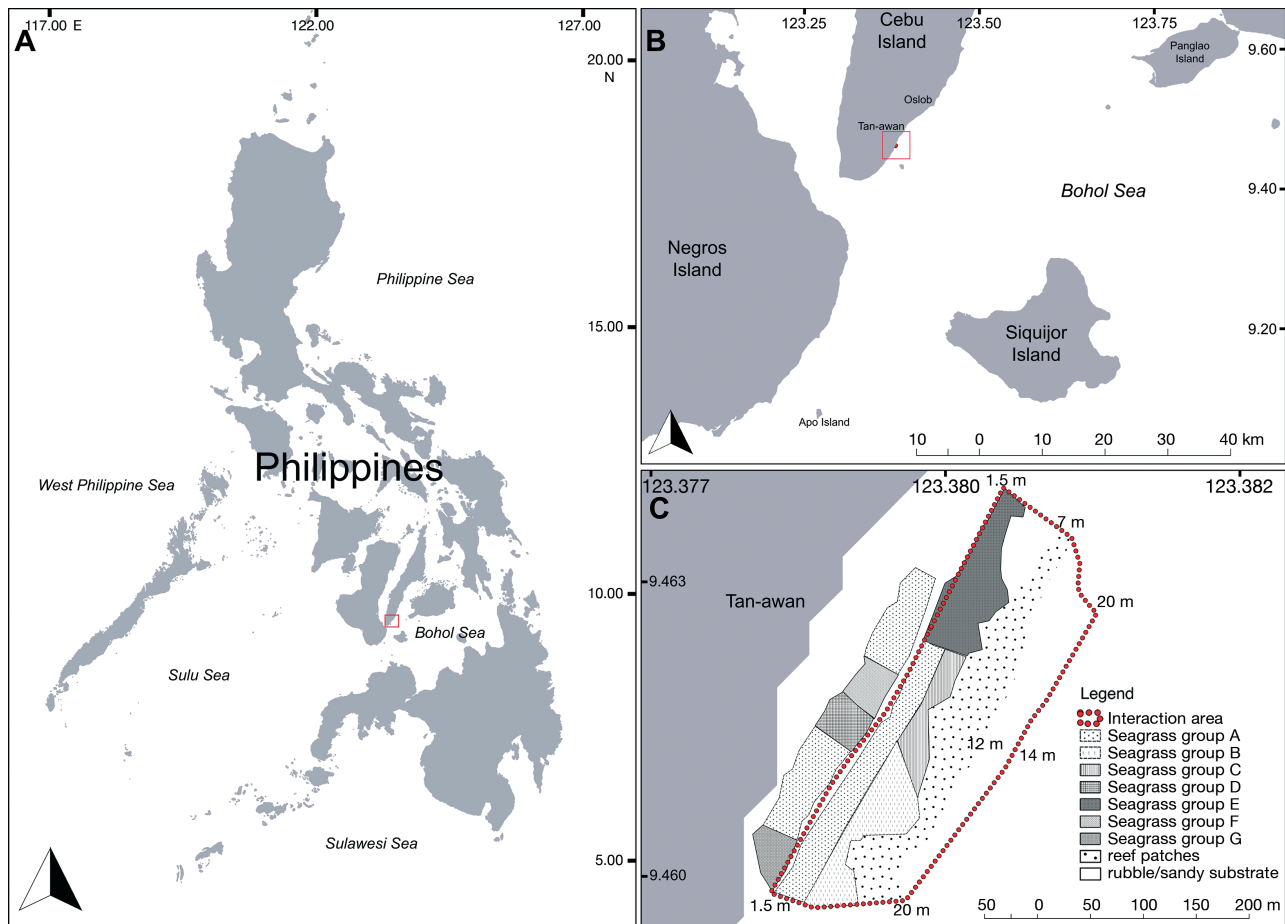 A
117.00 E
122.00
127.00
20.00
N
15.00
10.00
5.00
Philippine Sea
Philippines
West Philippine Sea
Bohol Sea
Sulu Sea
Sulawesi Sea
B
123.25
123.50
123.75
9.60
9.40
9.20
Cebu
Island
Panglao
Island
Oslob
Tan-awan
Bohol Sea
Negros
Island
Siquijor
Island
Apo Island
10 0 10 20 30 40 km
C
123.377
123.380
123.382
9.463
9.460
1.5 m
7 m
20 m
Tan-awan
12 m
14 m
1.5 m
20 m
Legend
Interaction area
Seagrass group A
Seagrass group B
Seagrass group C
Seagrass group D
Seagrass group E
Seagrass group F
Seagrass group G
reef patches
rubble/sandy substrate
50 0 50 100 150 200 m